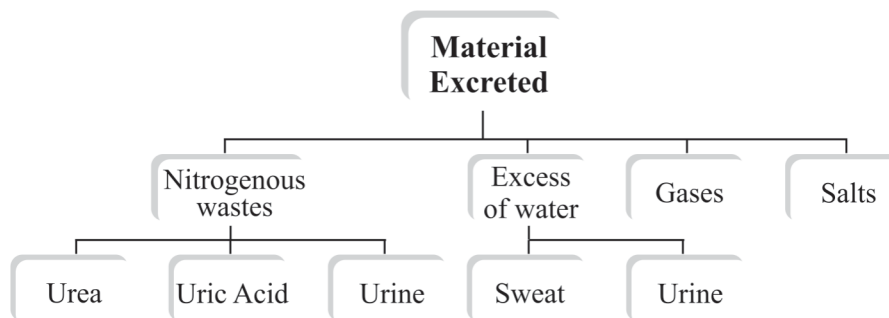 Material
Excreted
Nitrogenous
wastes
Excess
of water
Gases
Salts
Urea
Uric Acid
Urine
Sweat
Urine